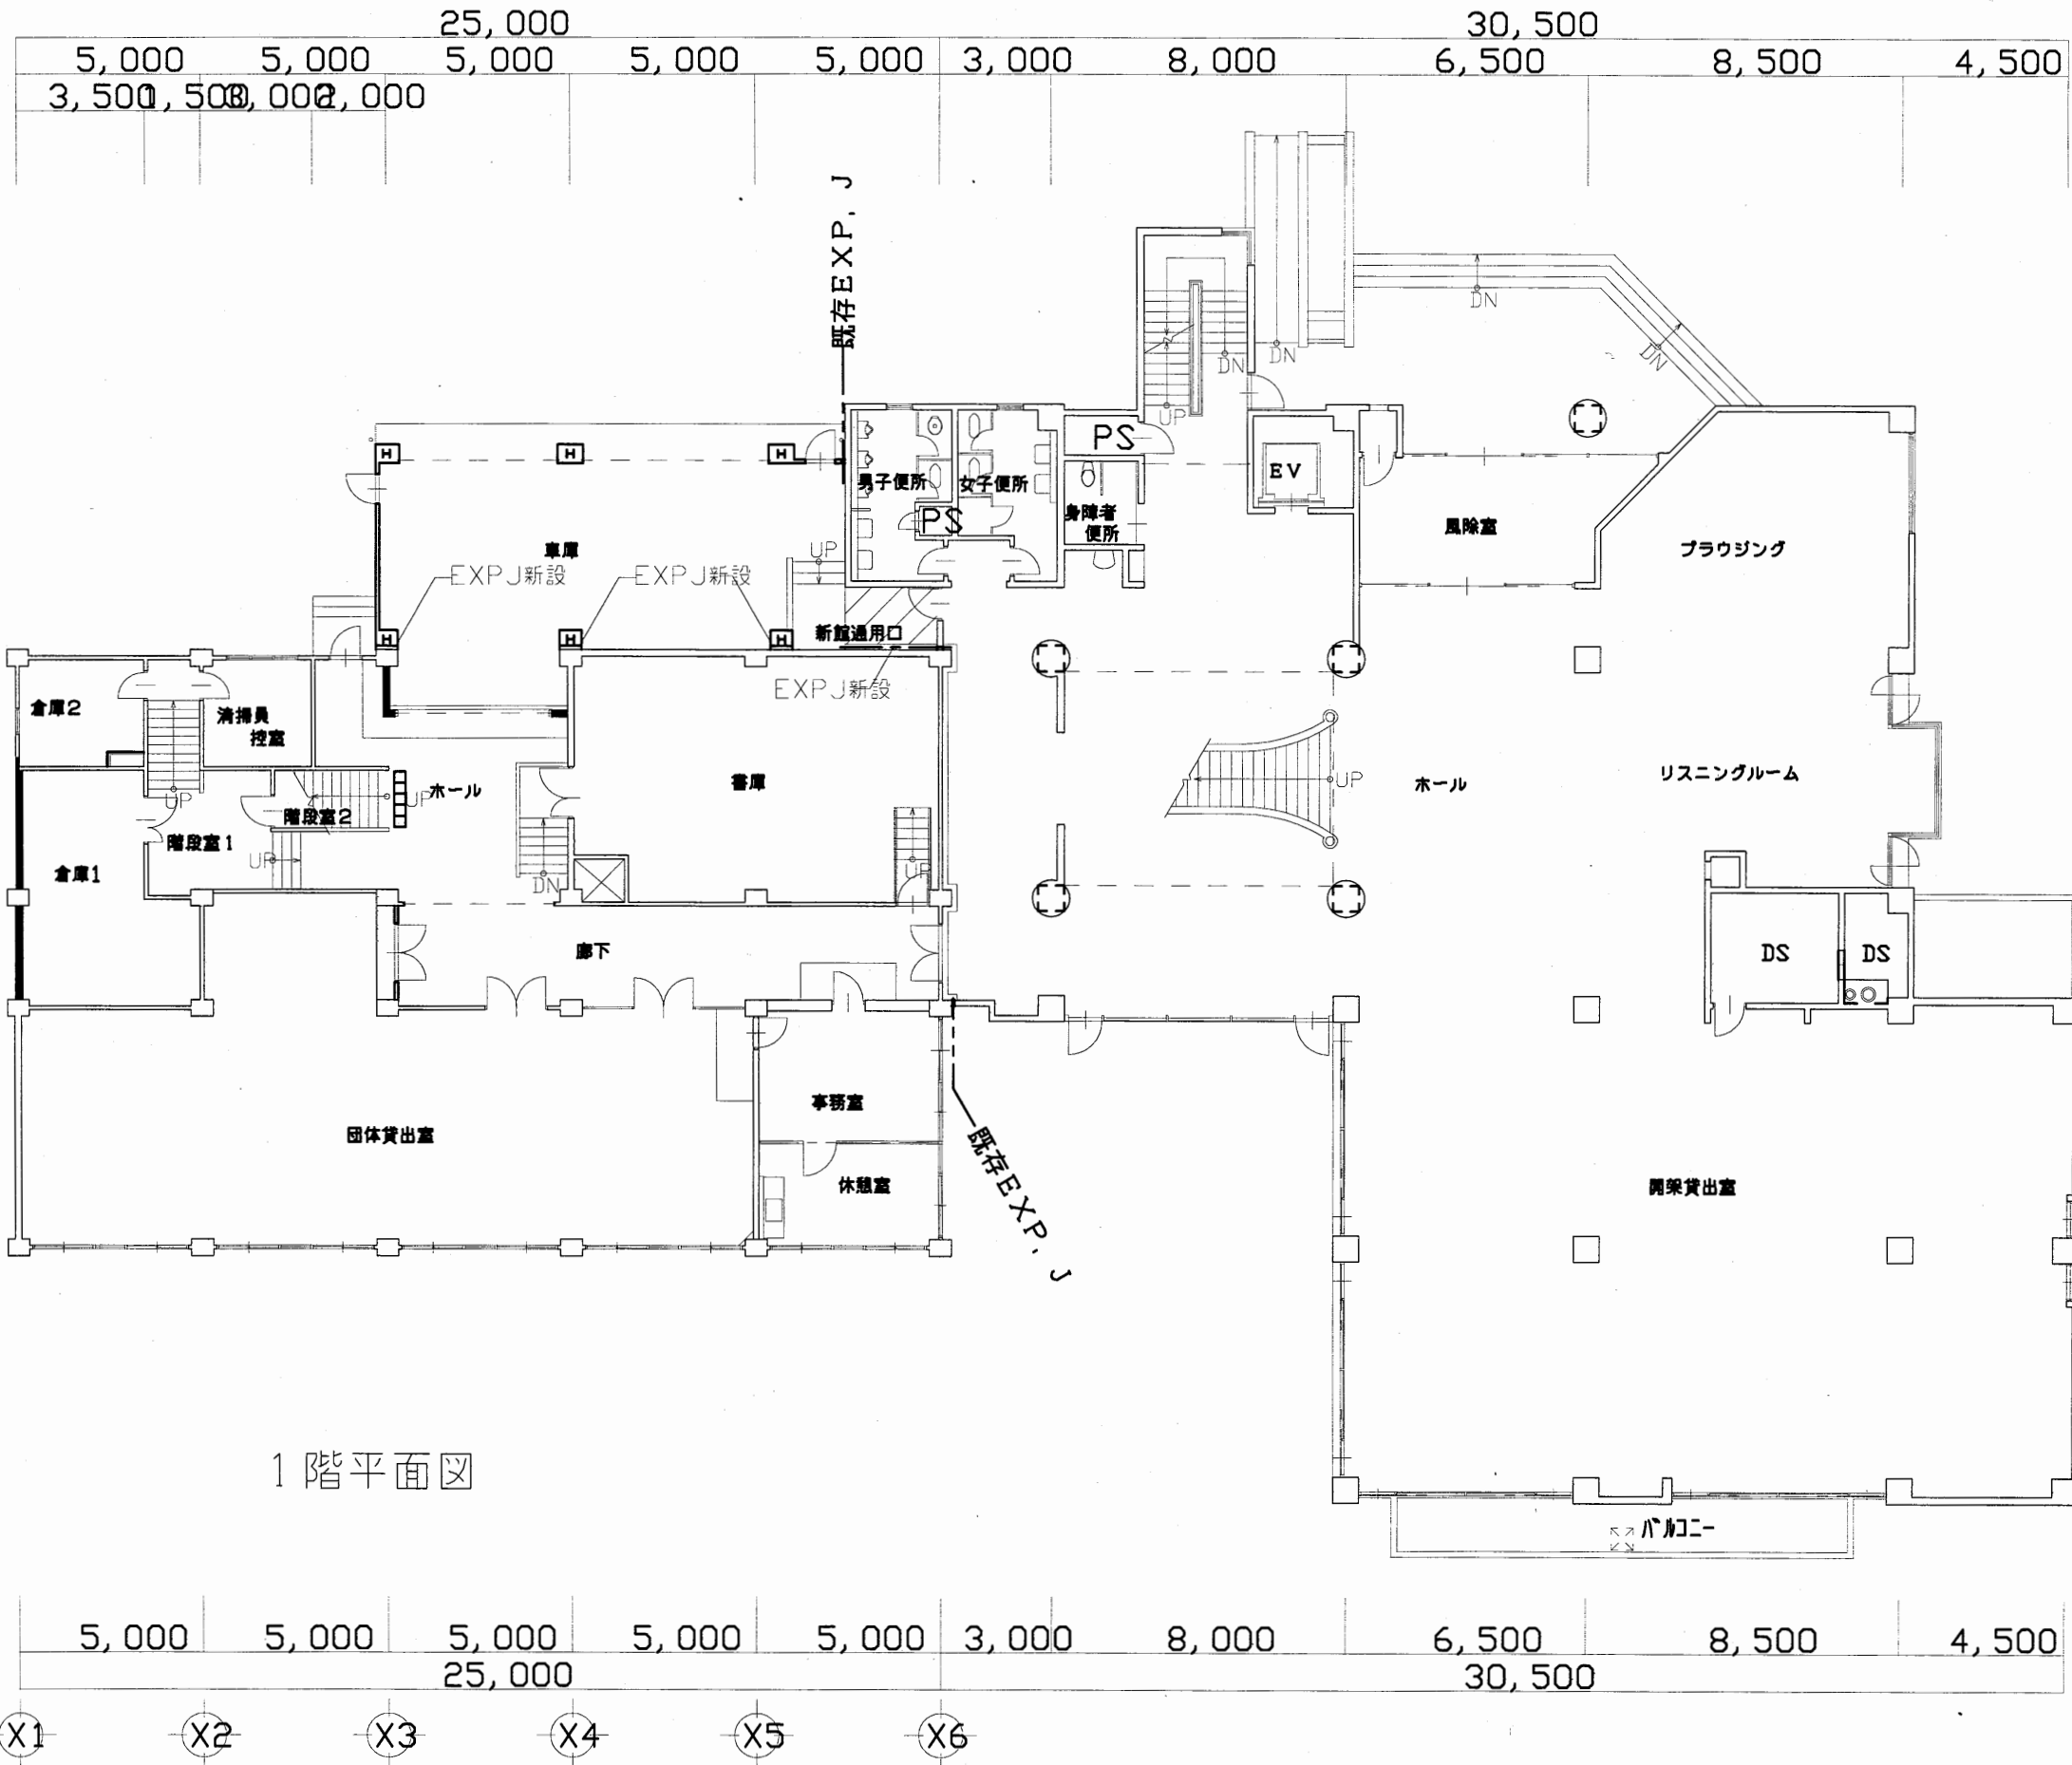 25,000 30,500
5,000 5,000 5,000 5,000 5,000 3,000 8,000 6,500 8,500 4,500
3,500 1,500 3,000 2,000
既存EXP.J
DN
DN
DN
DN
UP
PS
EV
男子便所
女子便所
PS
身障者
便所
風除室
ブラウジング
車庫
UP
EXPJ新設
EXPJ新設
新館通用口
EXPJ新設
倉庫2
清掃員
控室
UP
ホール
書庫
UP
ホール
リスニングルーム
UP
階段室2
階段室1
UP
倉庫1
UP
DN
廊下
DS
DS
事務室
団体貸出室
休憩室
既存EXP.J
開架貸出室
1階平面図
バルコニー
5,000 5,000 5,000 5,000 5,000 3,000 8,000 6,500 8,500 4,500
25,000 30,500
X1 X2 X3 X4 X5 X6